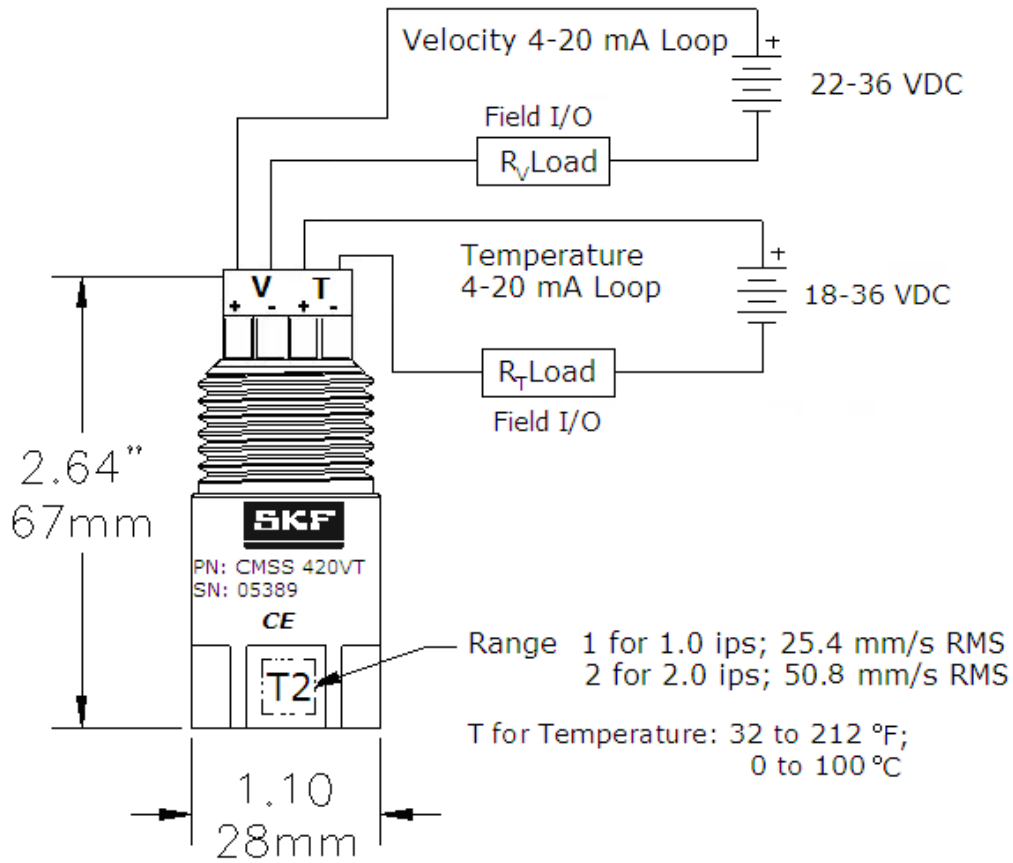 Velocity 4-20 mA Loop
+
22-36 VDC
Field I/O
RVLoad
Temperature
4-20 mA Loop
+
18-36 VDC
RTLoad
Field I/O
V T
+ - + -
2.64”
67mm
SKF
PN: CMSS 420VT
SN: 05389
CE
T2
Range 1 for 1.0 ips; 25.4 mm/s RMS
2 for 2.0 ips; 50.8 mm/s RMS
T for Temperature: 32 to 212 °F;
0 to 100 °C
1.10
28mm